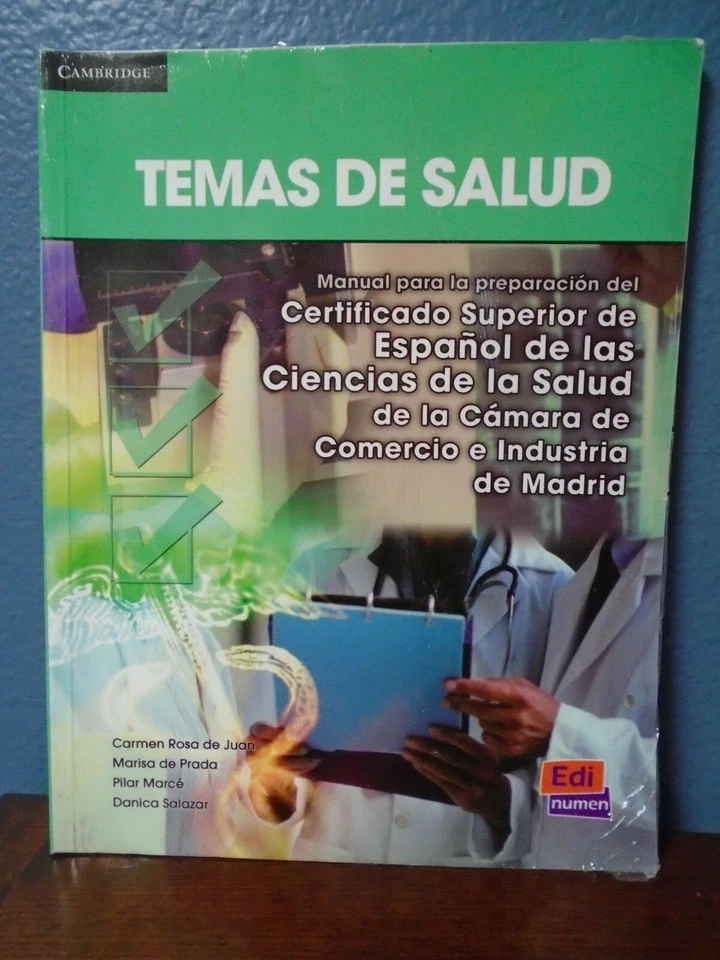 CAMBRIDGE
TEMAS DE SALUD
Manual para la preparación del
Certificado Superior de
Español de las
Ciencias de la Salud
de la Cámara de
Comercio e Industria
de Madrid
Carmen Rosa de Juan
Marisa de Prada
Pilar Marcé
Danica Salazar
Edi
numen